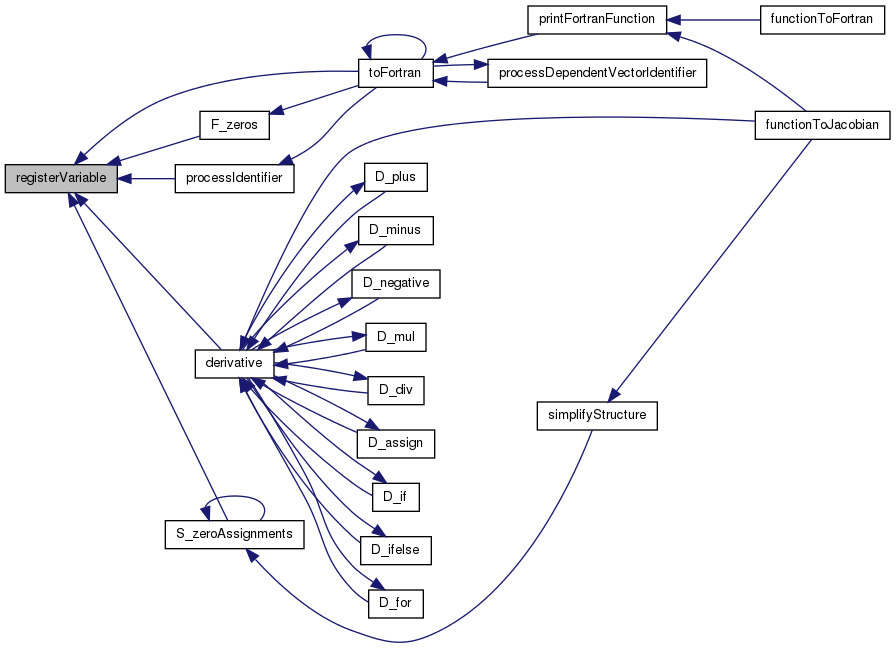 printFortranFunction
functionToFortran
toFortran
processDependentVectorIdentifier
F_zeros
functionToJacobian
registerVariable
processIdentifier
D_plus
D_minus
D_negative
D_mul
derivative
D_div
simplifyStructure
D_assign
D_if
S_zeroAssignments
D_ifelse
D_for